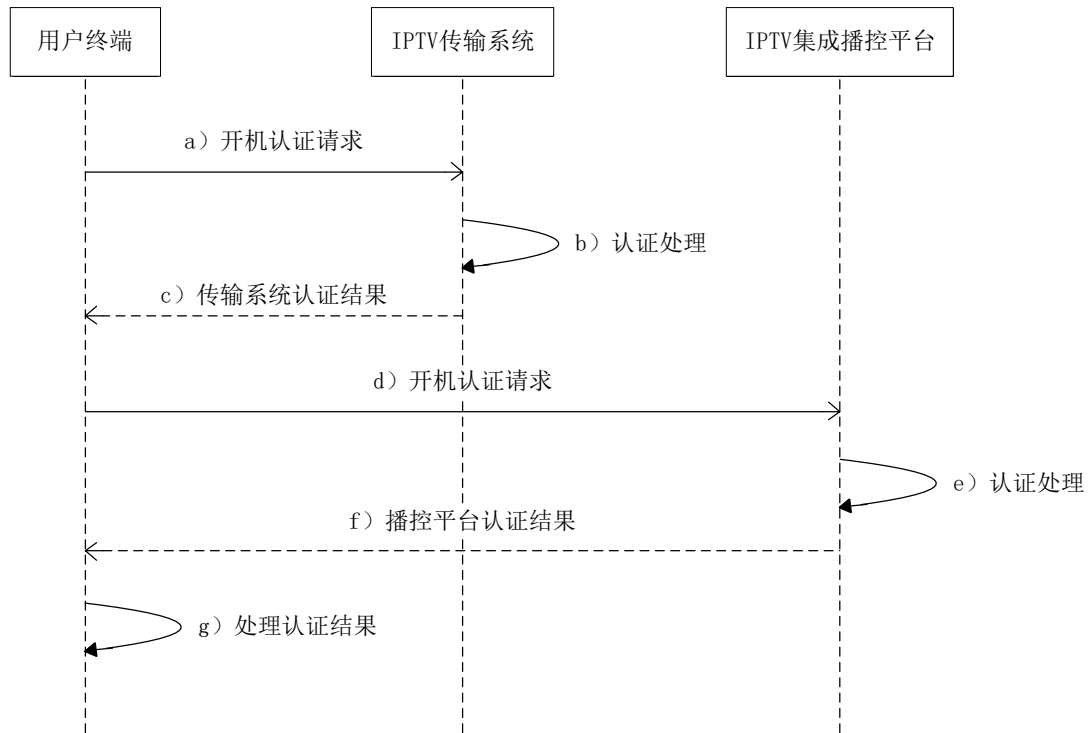 用户终端
IPTV传输系统
IPTV集成播控平台
a）开机认证请求
b）认证处理
c）传输系统认证结果
d）开机认证请求
e）认证处理
f）播控平台认证结果
g）处理认证结果